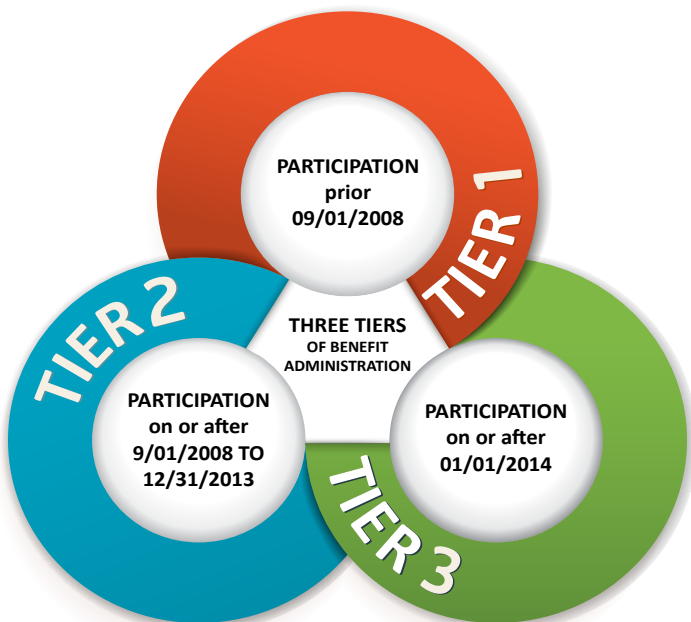 PARTICIPATION
prior
09/01/2008
TIER 1
THREE TIERS
OF BENEFIT
ADMINISTRATION
TIER 2
PARTICIPATION
on or after
9/01/2008 TO
12/31/2013
PARTICIPATION
on or after
01/01/2014
TIER 3